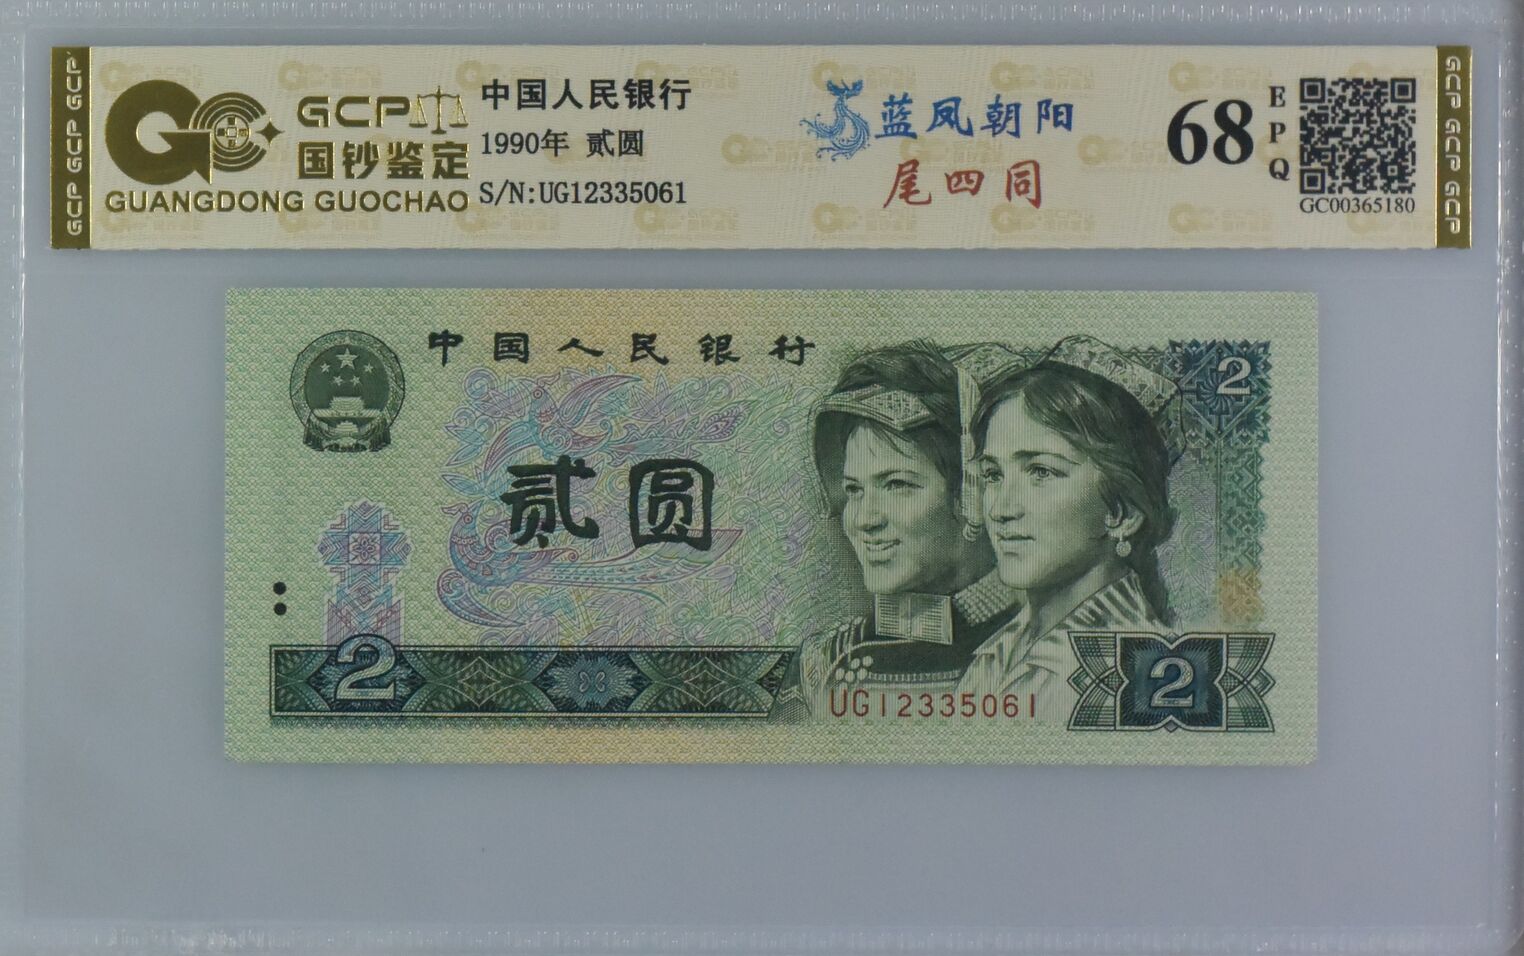 GCP GCP GCP
GCP
国钞鉴定
GUANGDONG GUOCHAO
中国人民银行
1990年 贰圆
S/N:UG12335061
蓝凤朝阳
尾四同
68
EPQ
GC00365180
GCP GCP GCP
中国人民银行
贰圆
2
2
UG12335061
2